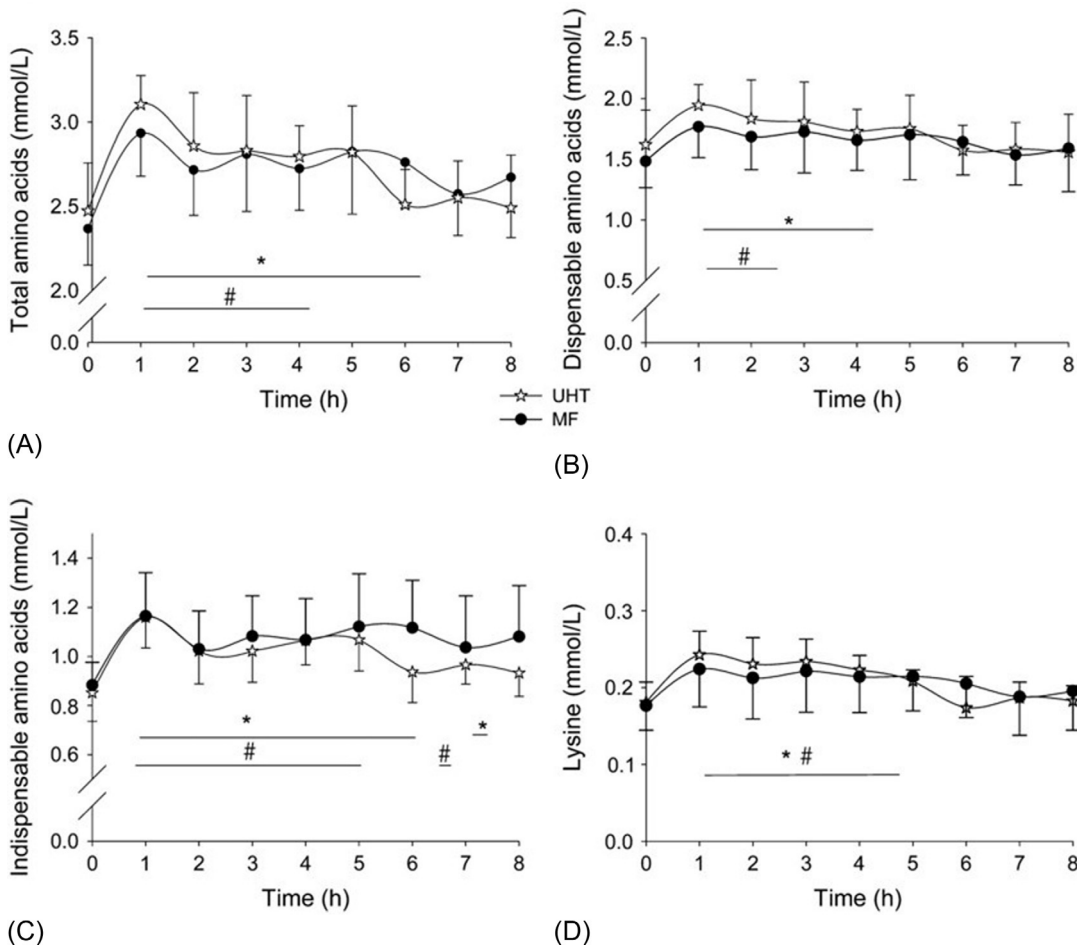 Total amino acids (mmol/L)
3.5
3.0
2.5
2.0
0.0
*
#
0 1 2 3 4 5 6 7 8
Time (h)
(A)
Dispensable amino acids (mmol/L)
2.5
2.0
1.5
1.0
0.5
0.0
*
#
0 1 2 3 4 5 6 7 8
Time (h)
(B)
UHT
MF
Indispensable amino acids (mmol/L)
1.4
1.2
1.0
0.8
0.6
0.0
*
#
#
*
0 1 2 3 4 5 6 7 8
Time (h)
(C)
Lysine (mmol/L)
0.4
0.3
0.2
0.1
0.0
* #
0 1 2 3 4 5 6 7 8
Time (h)
(D)